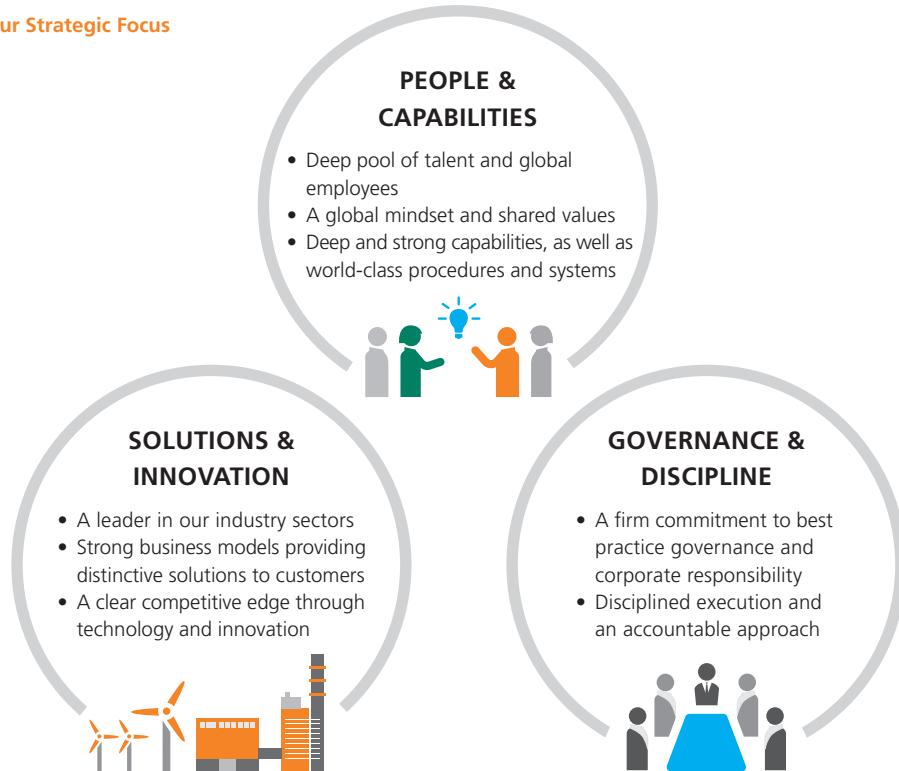 ur Strategic Focus
PEOPLE &
CAPABILITIES
• Deep pool of talent and global
employees
• A global mindset and shared values
• Deep and strong capabilities, as well as
world-class procedures and systems
SOLUTIONS &
INNOVATION
• A leader in our industry sectors
• Strong business models providing
distinctive solutions to customers
• A clear competitive edge through
technology and innovation
GOVERNANCE &
DISCIPLINE
• A firm commitment to best
practice governance and
corporate responsibility
• Disciplined execution and
an accountable approach